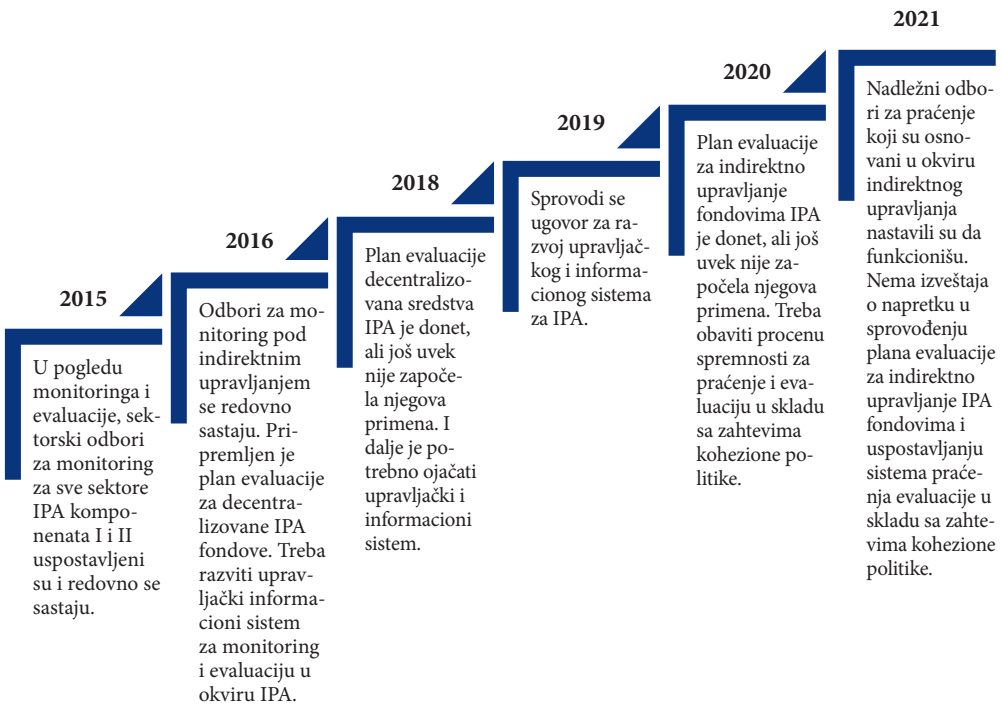 2015
U pogledu
monitoringa i
evaluacije, sek-
torski odbori
za monitoring
za sve sektore
IPA kompo-
nenata I i II
uspostavljeni
su i redovno se
sastaju.
2016
Odbori za mo-
nitoring pod
indirektnim
upravljanjem
se redovno
sastaju. Pri-
premljen je
plan evaluacije
za decentra-
lizovane IPA
fondove. Treba
razviti uprav-
ljački informa-
cioni sistem
za monitoring
i evaluaciju u
okviru IPA.
2018
Plan evaluacije
decentralizo-
vana sredstva
IPA je donet,
ali još uvek
nije započe-
la njegova
primena. I
dalje je po-
trebno ojačati
upravljački i
informacioni
sistem.
2019
Sprovodi se
ugovor za ra-
zvoj upravljač-
kog i informa-
cionog sistema
za IPA.
2020
Plan evaluacije
za indirektno
upravljanje
fondovima IPA
je donet, ali još
uvek nije za-
počela njegova
primena. Treba
obaviti procenu
spremnosti za
praćenje i eva-
luaciju u skladu
sa zahtevima
kohezione po-
litike.
2021
Nadležni odbo-
ri za praćenje
koji su osno-
vani u okviru
indirektnog
upravljanja
nastavili su da
funkcionišu.
Nema izveštaja
o napretku u
sprovođenju
plana evaluacije
za indirektno
upravljanje IPA
fondovima i
uspostavljanju
sistema praće-
nja evaluacije u
skladu sa zahte-
vima kohezione
politike.